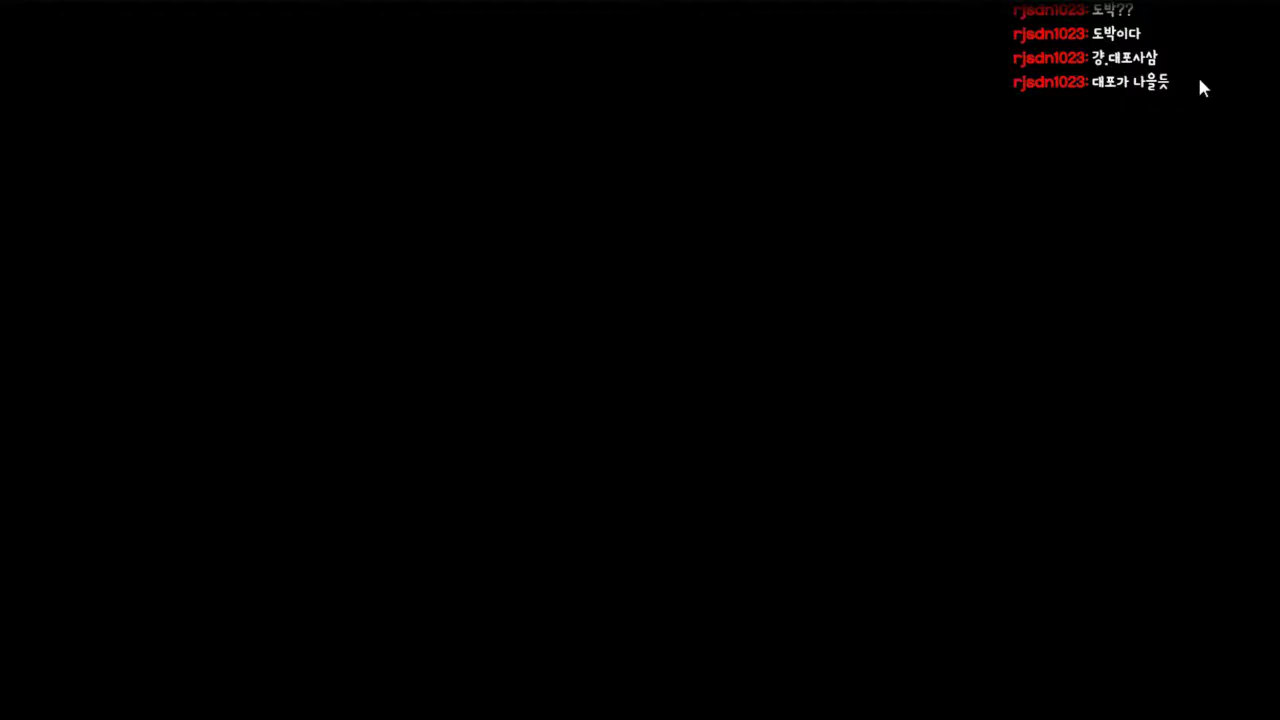 rjsdn1023: 도박??
rjsdn1023: 도박이다
rjsdn1023: 걍.대포사삼
rjsdn1023: 대포가 나을듯